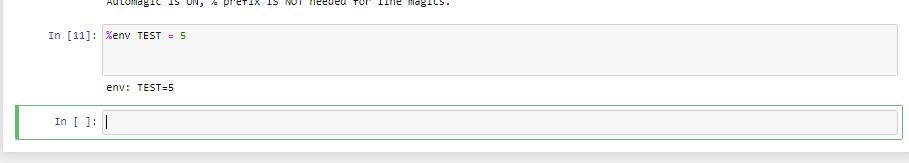 Automagic is ON, % prefix IS NOT needed for line magics.
In [11]: %env TEST = 5
env: TEST=5
In [ ]: